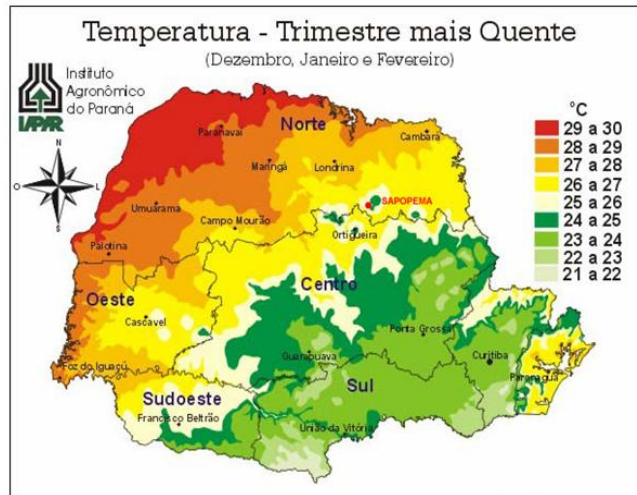 Temperatura - Trimestre mais Quente
(Dezembro, Janeiro e Fevereiro)
Instituto
Agronômico
do Paraná
IAPAR
N
O
L
S
°C
29 a 30
28 a 29
27 a 28
26 a 27
25 a 26
24 a 25
23 a 24
22 a 23
21 a 22
Norte
Paranavaí
Cambará
Maringá
Londrina
SAPOPEMA
Umuarama
Campo Mourão
Ortigueira
Palotina
Centro
Oeste
Cascavel
Ponta Grossa
Guarapuava
Curitiba
Foz do Iguaçú
Paranaguá
Sudoeste
Sul
Francisco Beltrão
União da Vitória